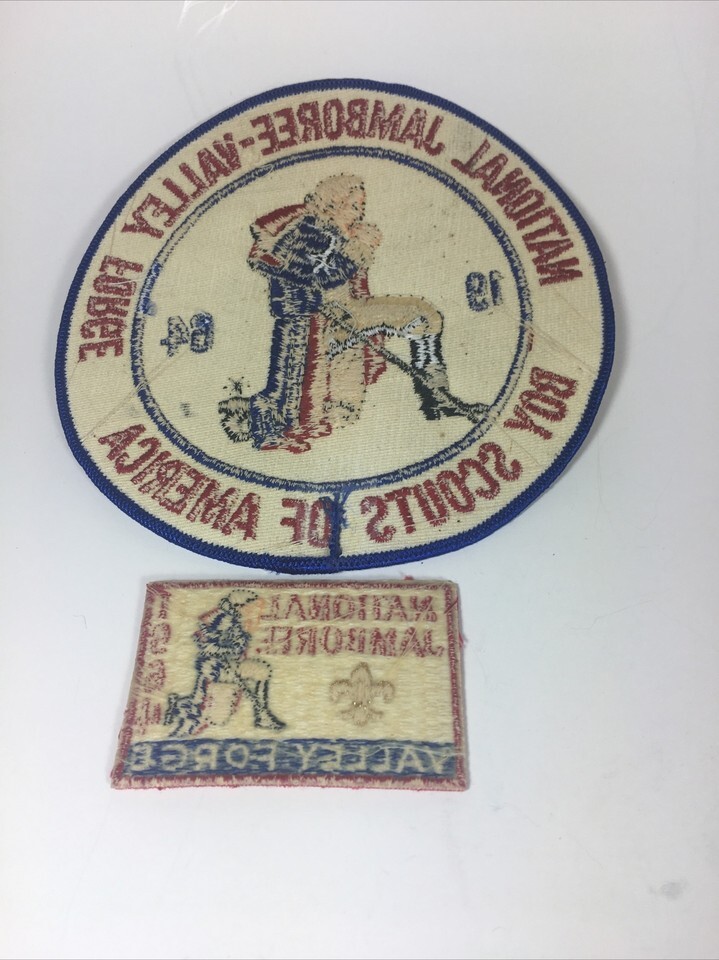 NATIONAL JAMBOREE-VALLEY FORGE
19 64
BOY SCOUTS OF AMERICA
NATIONAL
JAMBOREE
VALLEY FORGE